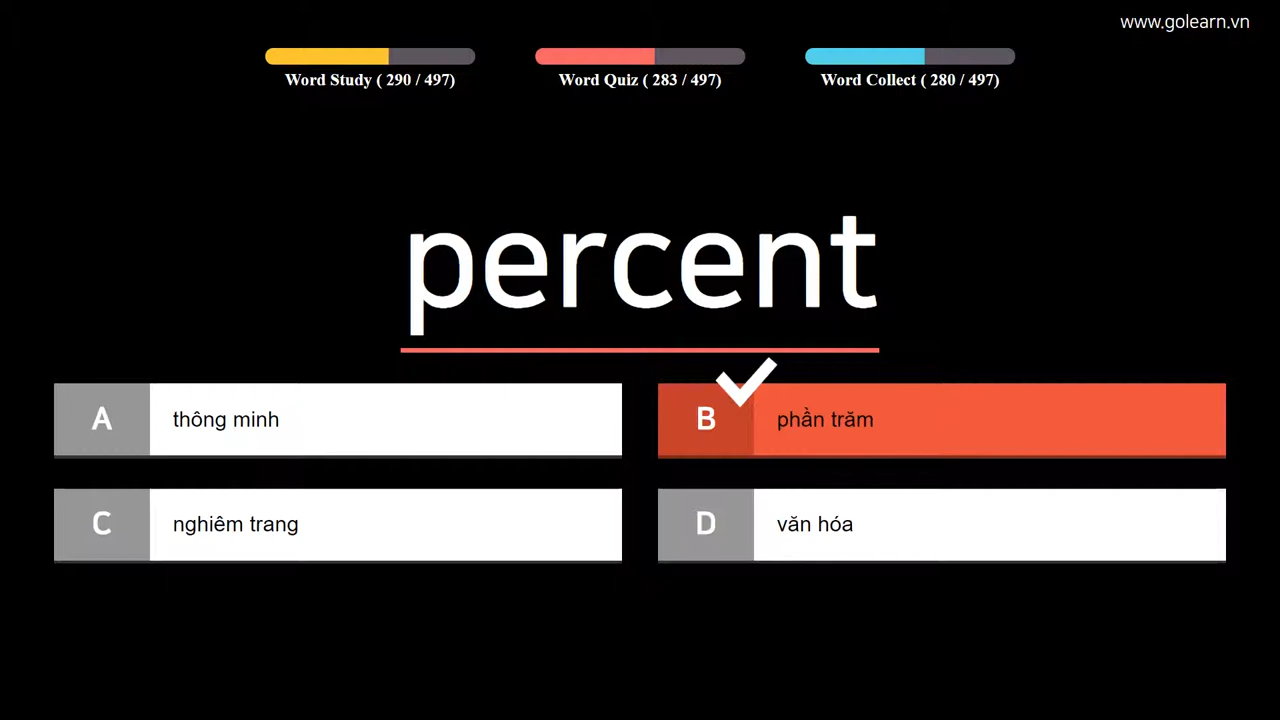 www.golearn.vn
Word Study ( 290 / 497)
Word Quiz ( 283 / 497)
Word Collect ( 280 / 497)
percent
A thông minh
B phần trăm
C nghiêm trang
D văn hóa